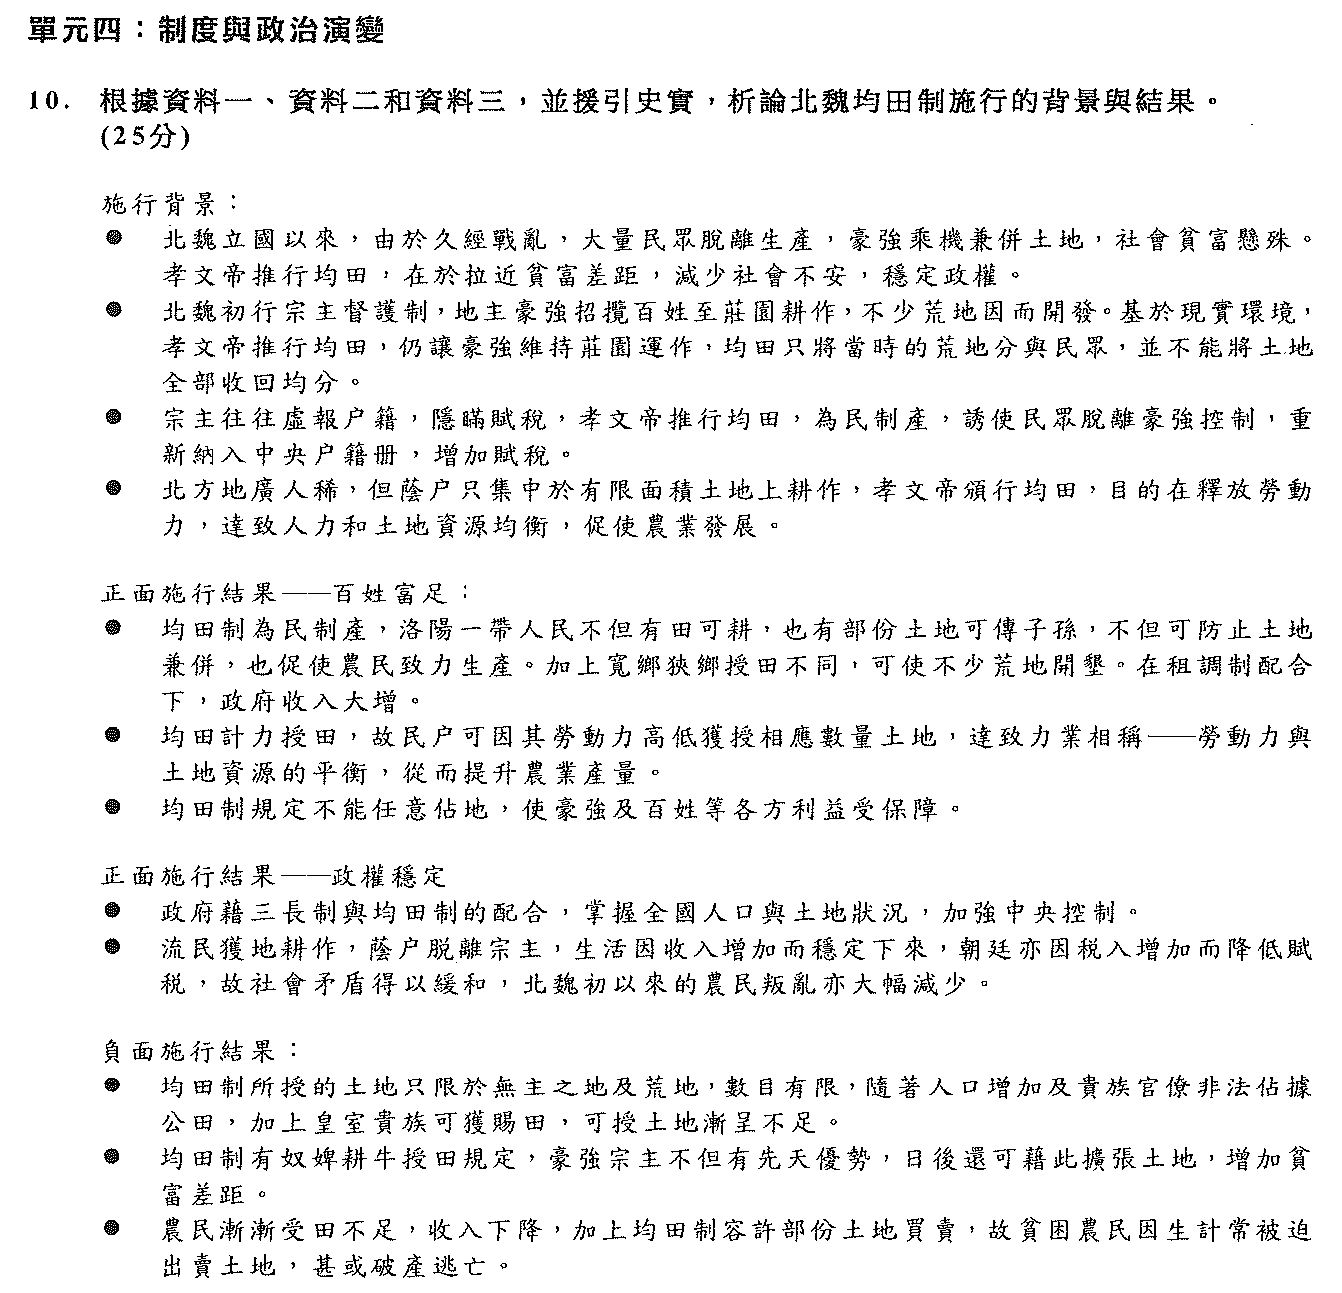 單元四：制度與政治演變
10. 根據資料一、資料二和資料三，並援引史實，析論北魏均田制施行的背景與結果。
(25分)
施行背景：
● 北魏立國以來，由於久經戰亂，大量民眾脫離生產，豪強乘機兼併土地，社會貧富懸殊。
孝文帝推行均田，在於拉近貧富差距，減少社會不安，穩定政權。
● 北魏初行宗主督護制，地主豪強招攬百姓至莊園耕作，不少荒地因而開發。基於現實環境，
孝文帝推行均田，仍讓豪強維持莊園運作，均田只將當時的荒地分與民眾，並不能將土地
全部收回均分。
● 宗主往往虛報户籍，隱瞞賦稅，孝文帝推行均田，為民制產，誘使民眾脫離豪強控制，重
新納入中央户籍冊，增加賦稅。
● 北方地廣人稀，但蔭户只集中於有限面積土地上耕作，孝文帝頒行均田，目的在釋放勞動
力，達致人力和土地資源均衡，促使農業發展。
正面施行結果——百姓富足：
● 均田制為民制產，洛陽一帶人民不但有田可耕，也有部份土地可傳子孫，不但可防止土地
兼併，也促使農民致力生產。加上寬鄉狹鄉授田不同，可使不少荒地開墾。在租調制配合
下，政府收入大增。
● 均田計力授田，故民户可因其勞動力高低獲授相應數量土地，達致力業相稱——勞動力與
土地資源的平衡，從而提升農業產量。
● 均田制規定不能任意佔地，使豪強及百姓等各方利益受保障。
正面施行結果——政權穩定
● 政府藉三長制與均田制的配合，掌握全國人口與土地狀況，加強中央控制。
● 流民獲地耕作，蔭户脫離宗主，生活因收入增加而穩定下來，朝廷亦因稅入增加而降低賦
稅，故社會矛盾得以緩和，北魏初以來的農民叛亂亦大幅減少。
負面施行結果：
● 均田制所授的土地只限於無主之地及荒地，數目有限，隨著人口增加及貴族官僚非法佔據
公田，加上皇室貴族可獲賜田，可授土地漸呈不足。
● 均田制有奴婢耕牛授田規定，豪強宗主不但有先天優勢，日後還可藉此擴張土地，增加貧
富差距。
● 農民漸漸受田不足，收入下降，加上均田制容許部份土地買賣，故貧困農民因生計常被迫
出賣土地，甚或破產逃亡。